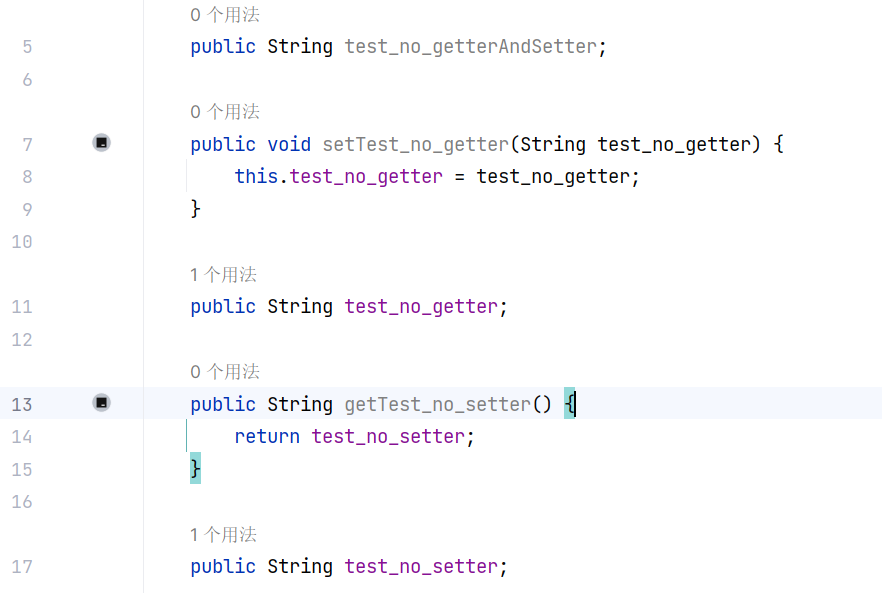 0 个用法
5 public String test_no_getterAndSetter;
6
0 个用法
7 public void setTest_no_getter(String test_no_getter) {
8 this.test_no_getter = test_no_getter;
9 }
10
1 个用法
11 public String test_no_getter;
12
0 个用法
13 public String getTest_no_setter() {
14 return test_no_setter;
15 }
16
1 个用法
17 public String test_no_setter;